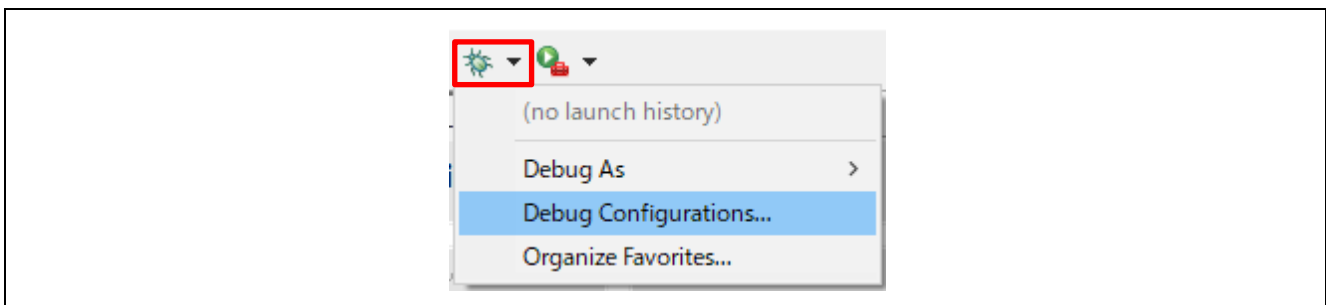 (no launch history)
Debug As
Debug Configurations...
Organize Favorites...